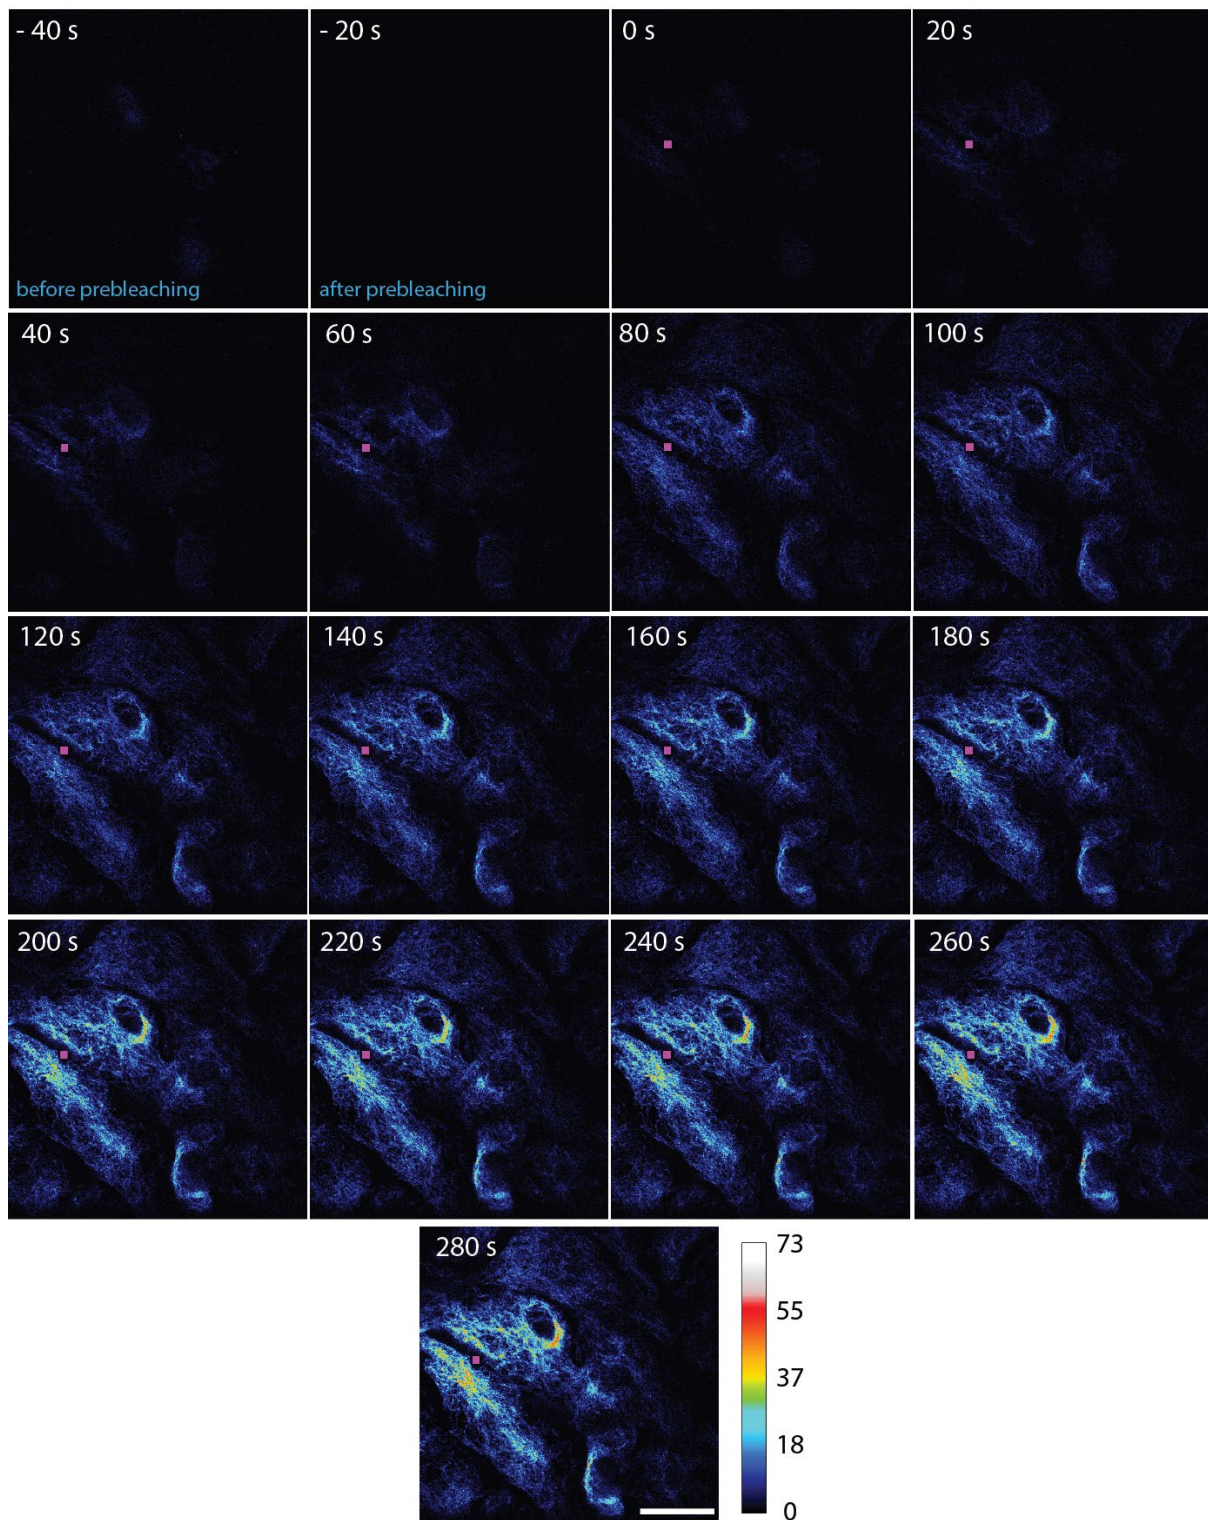 - 40 s
- 20 s
0 s
20 s
before prebleaching
after prebleaching
40 s
60 s
80 s
100 s
120 s
140 s
160 s
180 s
200 s
220 s
240 s
260 s
280 s
73
55
37
18
0